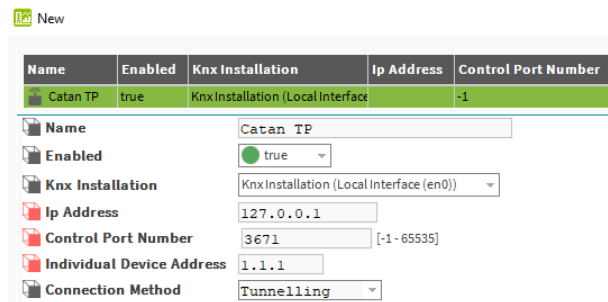 New
Name Enabled Knx Installation Ip Address Control Port Number
Catan TP true Knx Installation (Local Interface -1
Name Catan TP
Enabled true
Knx Installation Knx Installation (Local Interface (en0))
Ip Address 127.0.0.1
Control Port Number 3671 [-1 - 65535]
Individual Device Address 1.1.1
Connection Method Tunnelling